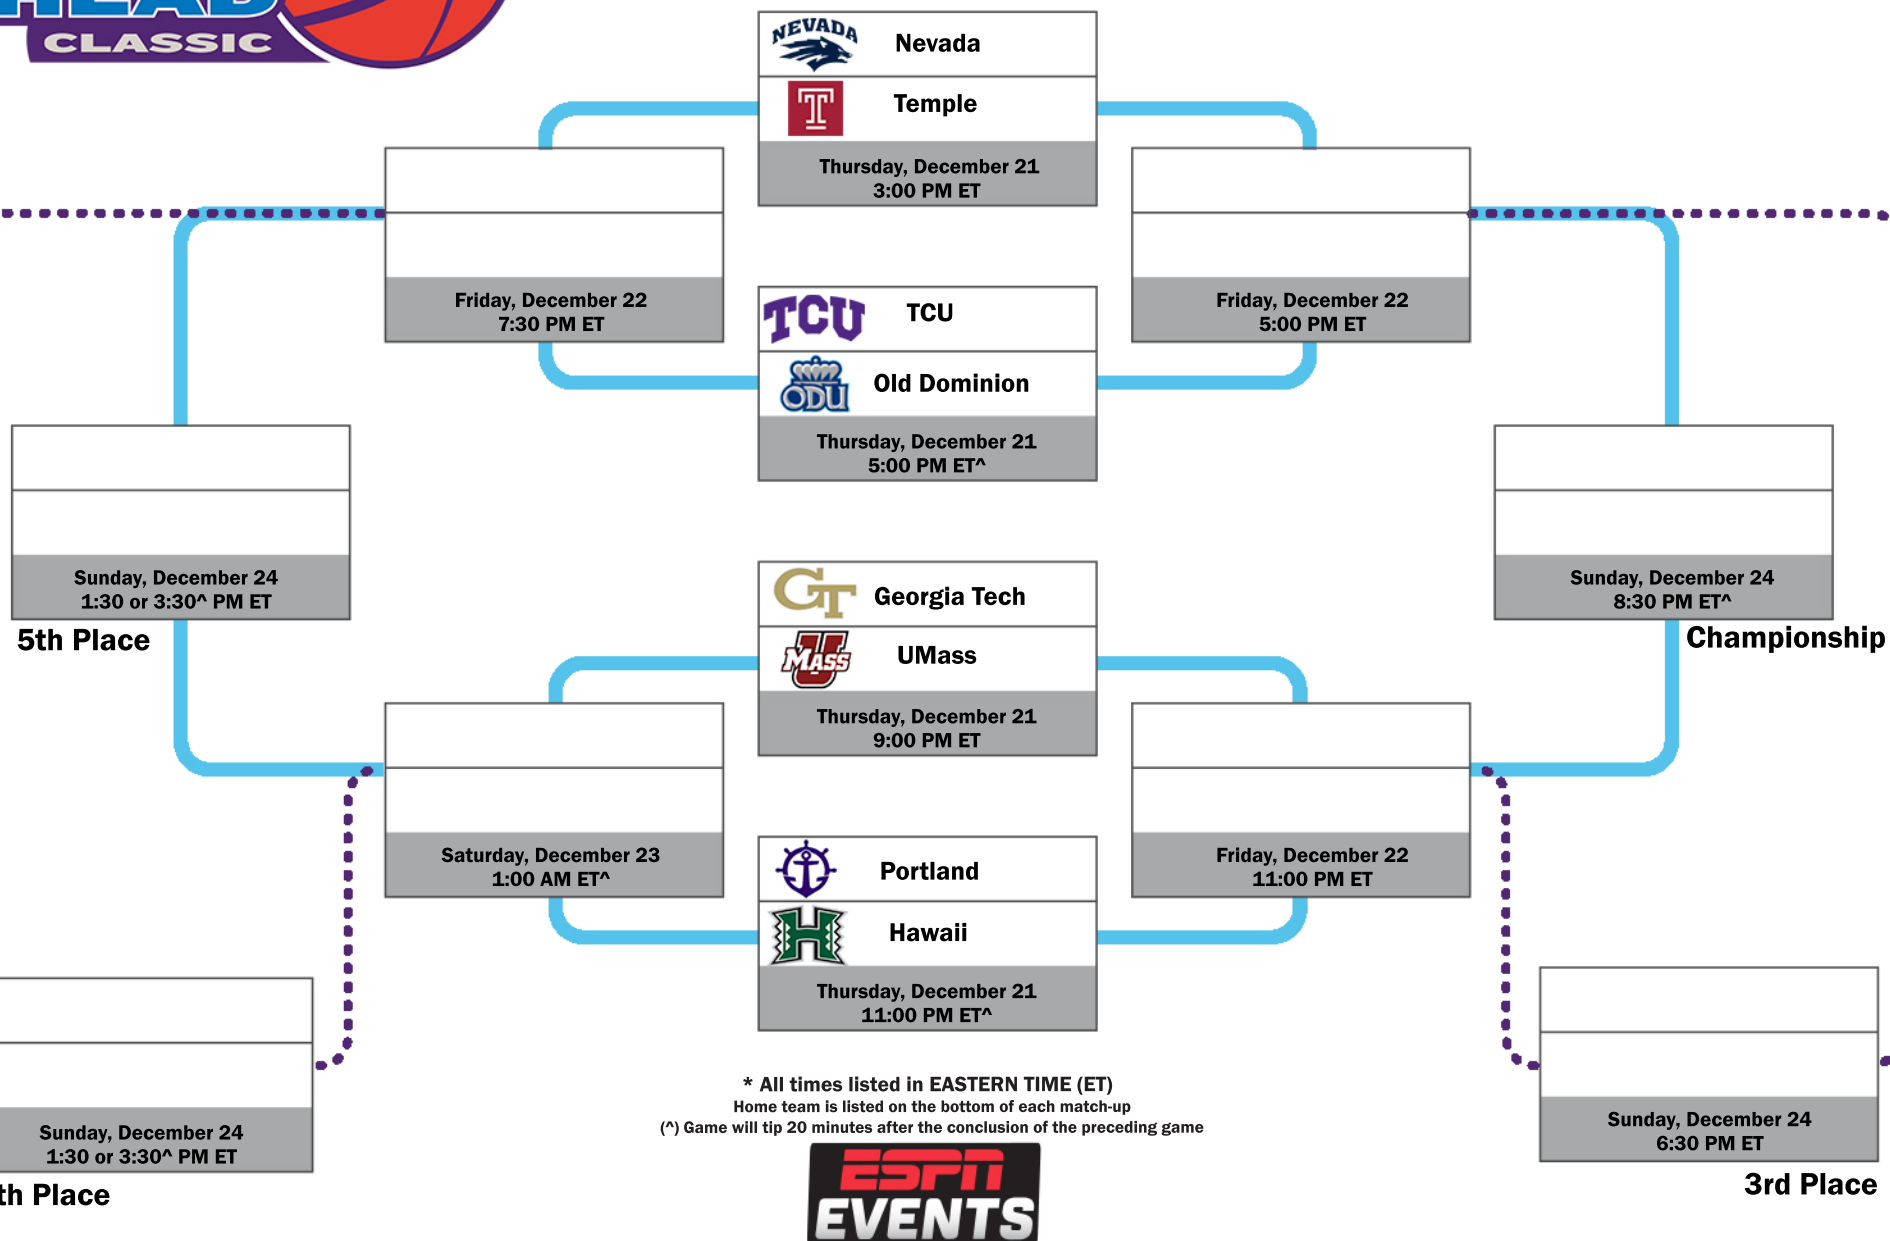 HEAD
CLASSIC
NEVADA
Nevada
T
Temple
Thursday, December 21
3:00 PM ET
Friday, December 22
7:30 PM ET
Friday, December 22
5:00 PM ET
TCU
TCU
ODU
Old Dominion
Thursday, December 21
5:00 PM ET^
Sunday, December 24
1:30 or 3:30^ PM ET
5th Place
Sunday, December 24
8:30 PM ET^
Championship
GT
Georgia Tech
U MASS
UMass
Thursday, December 21
9:00 PM ET
Saturday, December 23
1:00 AM ET^
Friday, December 22
11:00 PM ET
Portland
H
Hawaii
Thursday, December 21
11:00 PM ET^
Sunday, December 24
1:30 or 3:30^ PM ET
th Place
Sunday, December 24
6:30 PM ET
3rd Place
* All times listed in EASTERN TIME (ET)
Home team is listed on the bottom of each match-up
(^) Game will tip 20 minutes after the conclusion of the preceding game
ESPN
EVENTS